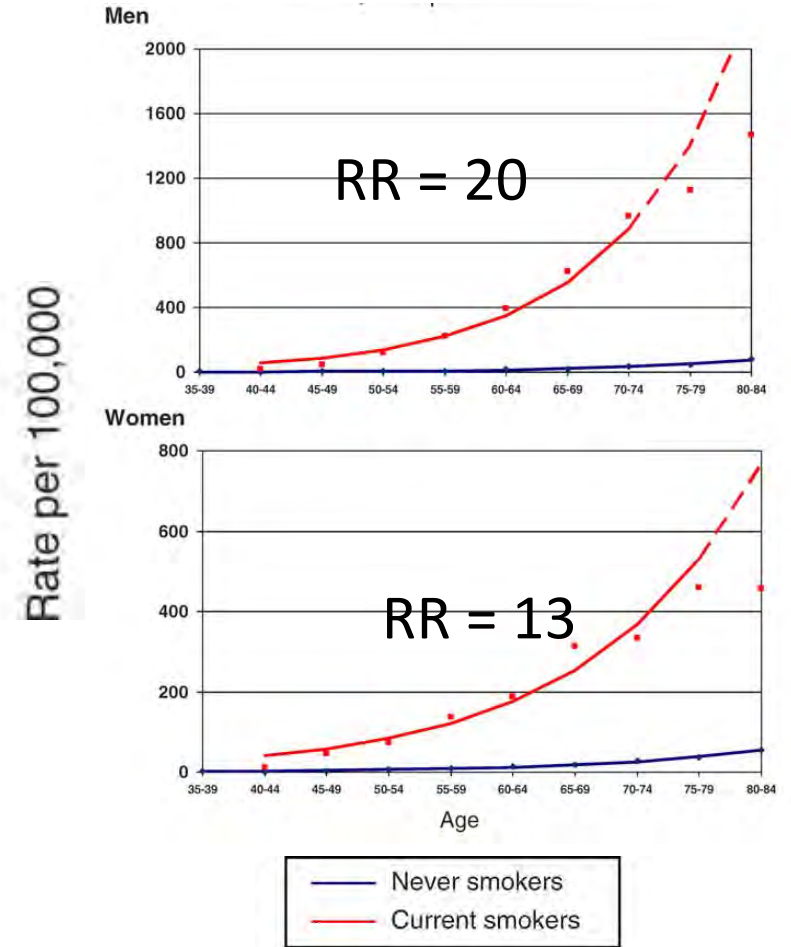 Men
2000
1600
RR = 20
1200
800
400
0
35-39 40-44 45-49 50-54 55-59 60-64 65-69 70-74 75-79 80-84
Rate per 100,000
Women
800
600
400
RR = 13
200
0
35-39 40-44 45-49 50-54 55-59 60-64 65-69 70-74 75-79 80-84
Age
Never smokers
Current smokers